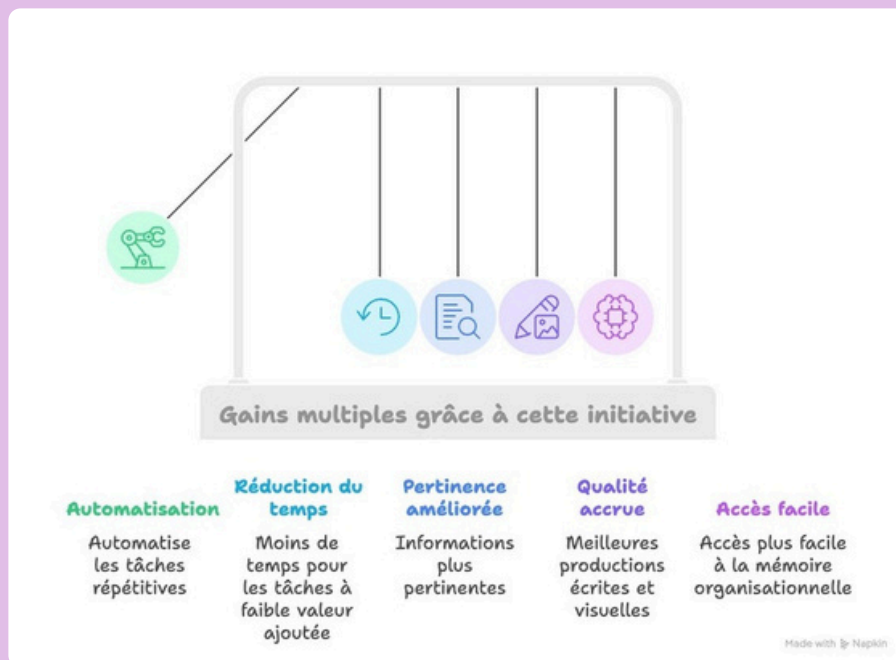 Gains multiples grâce à cette initiative
Automatisation
Automatise
les tâches
répétitives
Réduction du
temps
Moins de
temps pour
les tâches à
faible valeur
ajoutée
Pertinence
améliorée
Informations
plus
pertinentes
Qualité
accrue
Meilleures
productions
écrites et
visuelles
Accès facile
Accès plus facile
à la mémoire
organisationnelle
Made with Napkin